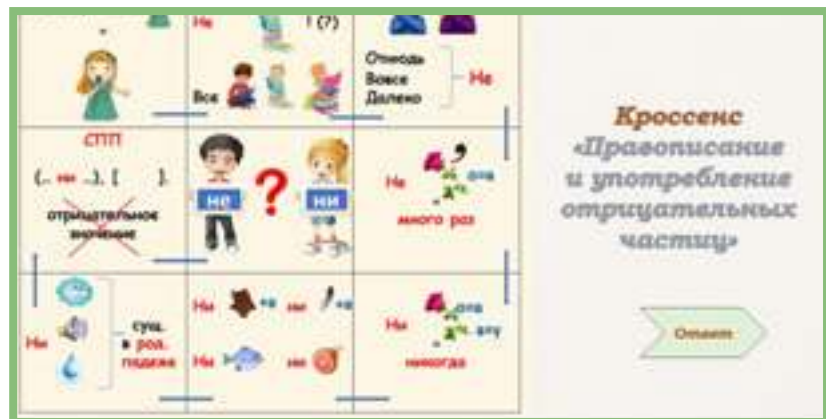 Не
! (?)
Все
Отнюдь
Вовсе
Далеко
Не
СПП
(.. ни ..), [ ].
отрицательное
значение
не
?
ни
Не
много раз
Ни
сущ.
в род.
падеже
Ни
+а
ни
+а
Ни
ни
Ни
никогда
Кроссенс
«Правописание
и употребление
отрицательных
частиц»
Ответ